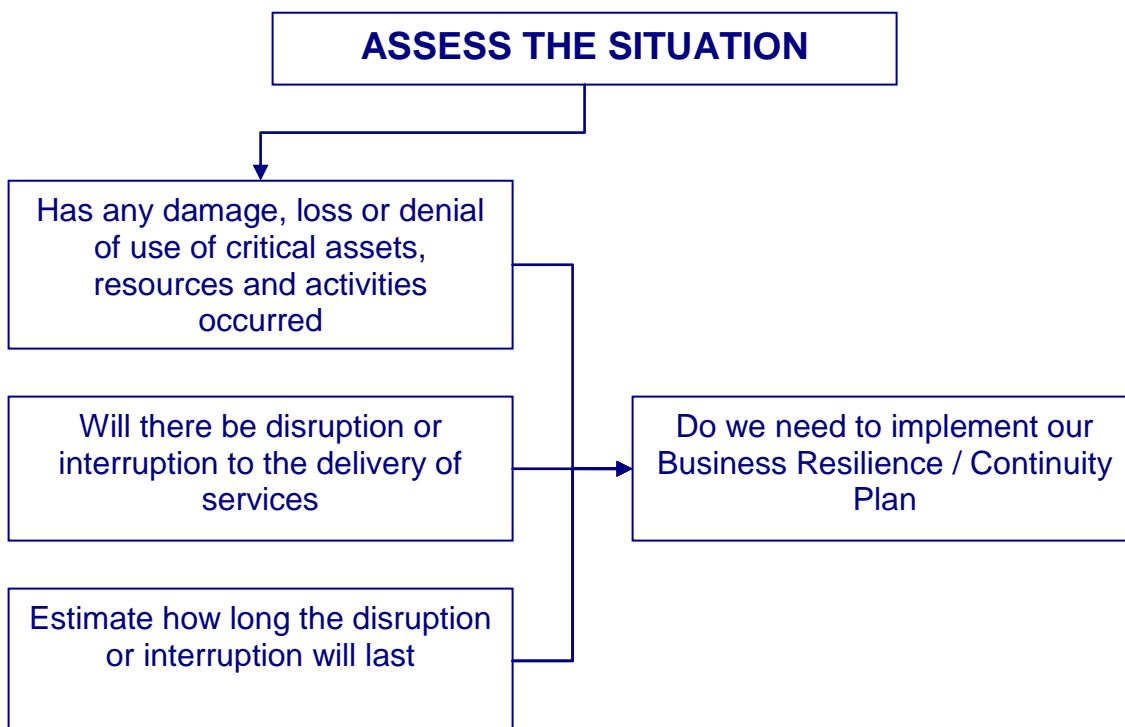 ASSESS THE SITUATION
Has any damage, loss or denial
of use of critical assets,
resources and activities
occurred
Will there be disruption or
interruption to the delivery of
services
Do we need to implement our
Business Resilience / Continuity
Plan
Estimate how long the disruption
or interruption will last